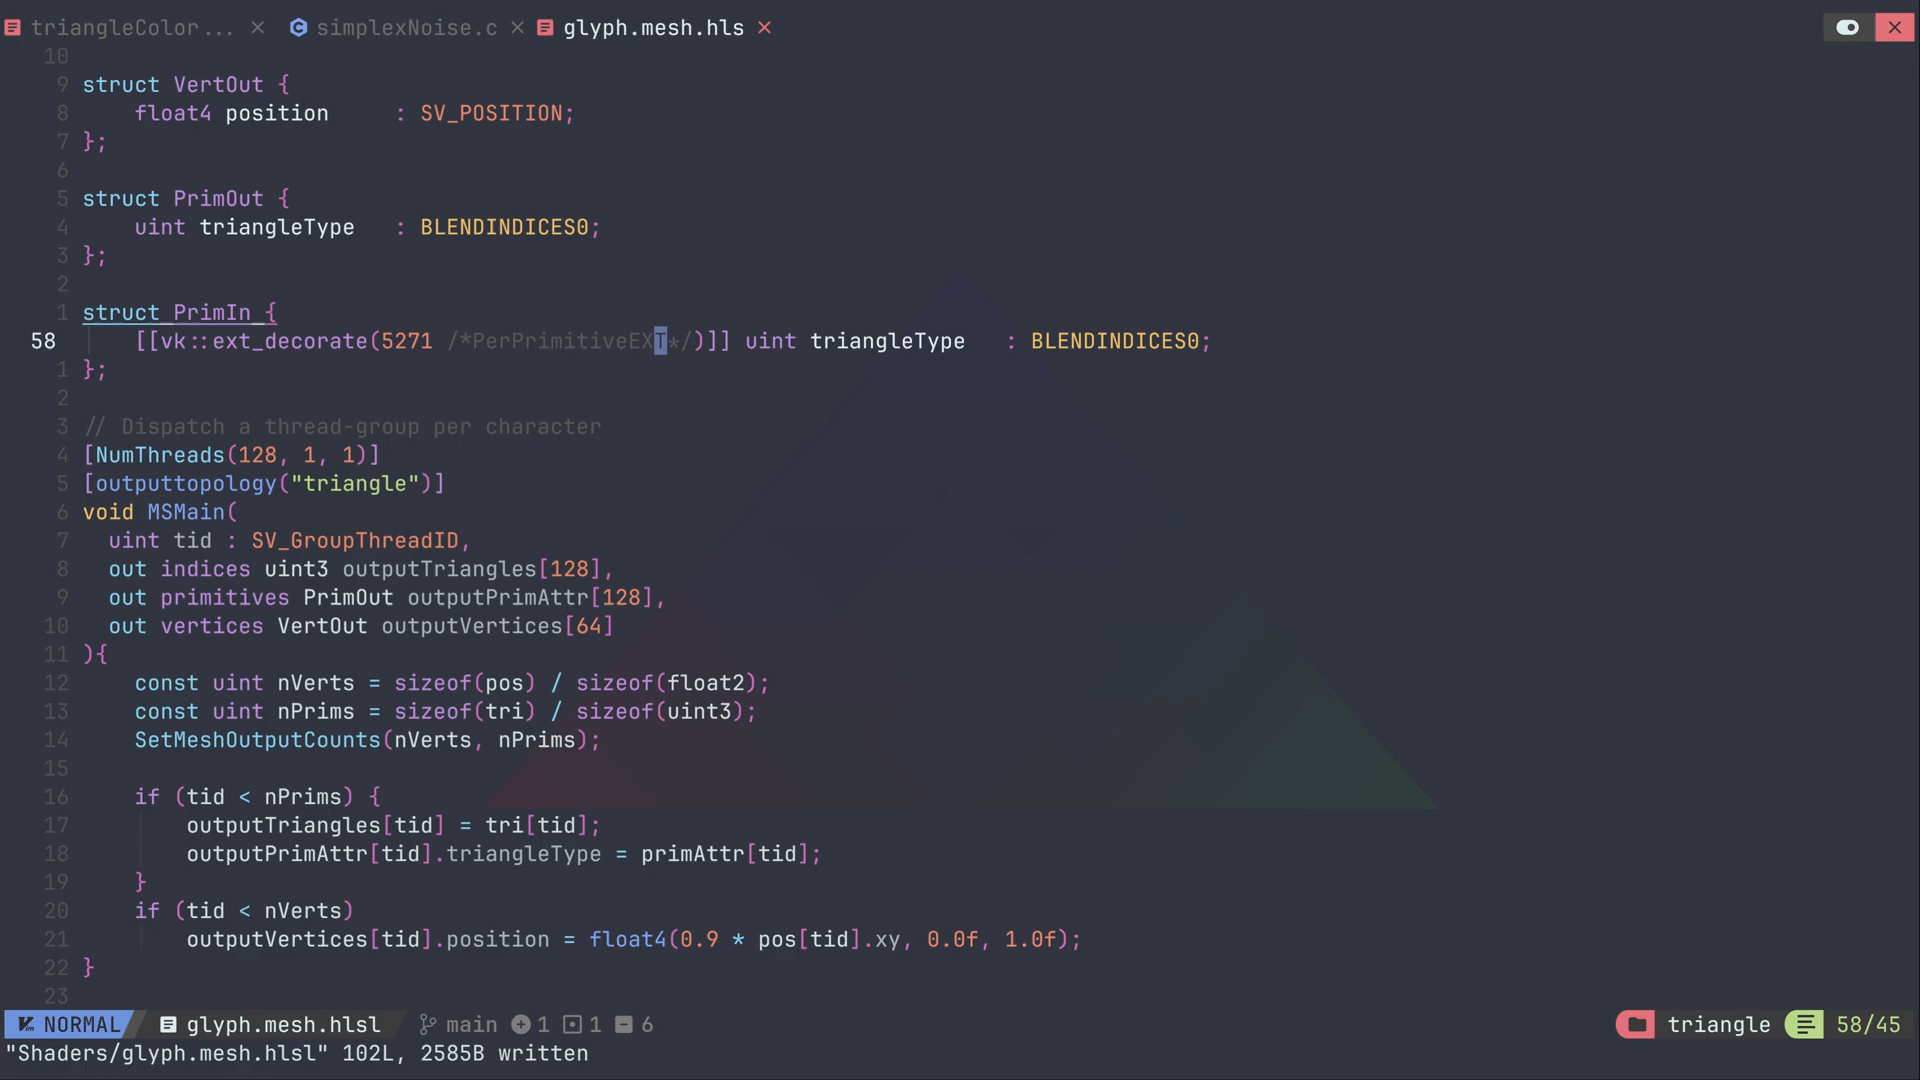 triangleColor... × simplexNoise.c × glyph.mesh.hls ×
10
9 struct VertOut {
8     float4 position     : SV_POSITION;
7 };
6
5 struct PrimOut {
4     uint triangleType   : BLENDINDICES0;
3 };
2
1 struct PrimIn {
58     [[vk::ext_decorate(5271 /*PerPrimitiveEXT*/)]] uint triangleType   : BLENDINDICES0;
1 };
2
3 // Dispatch a thread-group per character
4 [NumThreads(128, 1, 1)]
5 [outputtopology("triangle")]
6 void MSMain(
7   uint tid : SV_GroupThreadID,
8   out indices uint3 outputTriangles[128],
9   out primitives PrimOut outputPrimAttr[128],
10   out vertices VertOut outputVertices[64]
11 ){
12     const uint nVerts = sizeof(pos) / sizeof(float2);
13     const uint nPrims = sizeof(tri) / sizeof(uint3);
14     SetMeshOutputCounts(nVerts, nPrims);
15
16     if (tid < nPrims) {
17         outputTriangles[tid] = tri[tid];
18         outputPrimAttr[tid].triangleType = primAttr[tid];
19     }
20     if (tid < nVerts)
21         outputVertices[tid].position = float4(0.9 * pos[tid].xy, 0.0f, 1.0f);
22 }
23
NORMAL glyph.mesh.hlsl main 1 1 6 triangle 58/45
"Shaders/glyph.mesh.hlsl" 102L, 2585B written